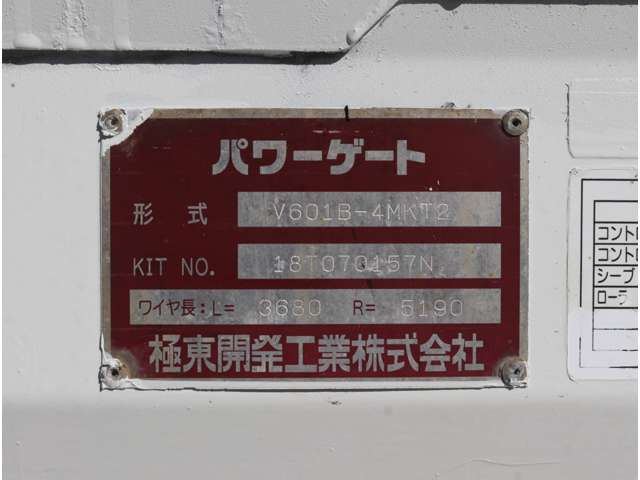 パワーゲート
形式 V601B-4MKT2
KIT NO. 18T070157N
ワイヤ長:L= 3680 R= 5190
極東開発工業株式会社
コントロ
コントロ
シーブ
ローラ